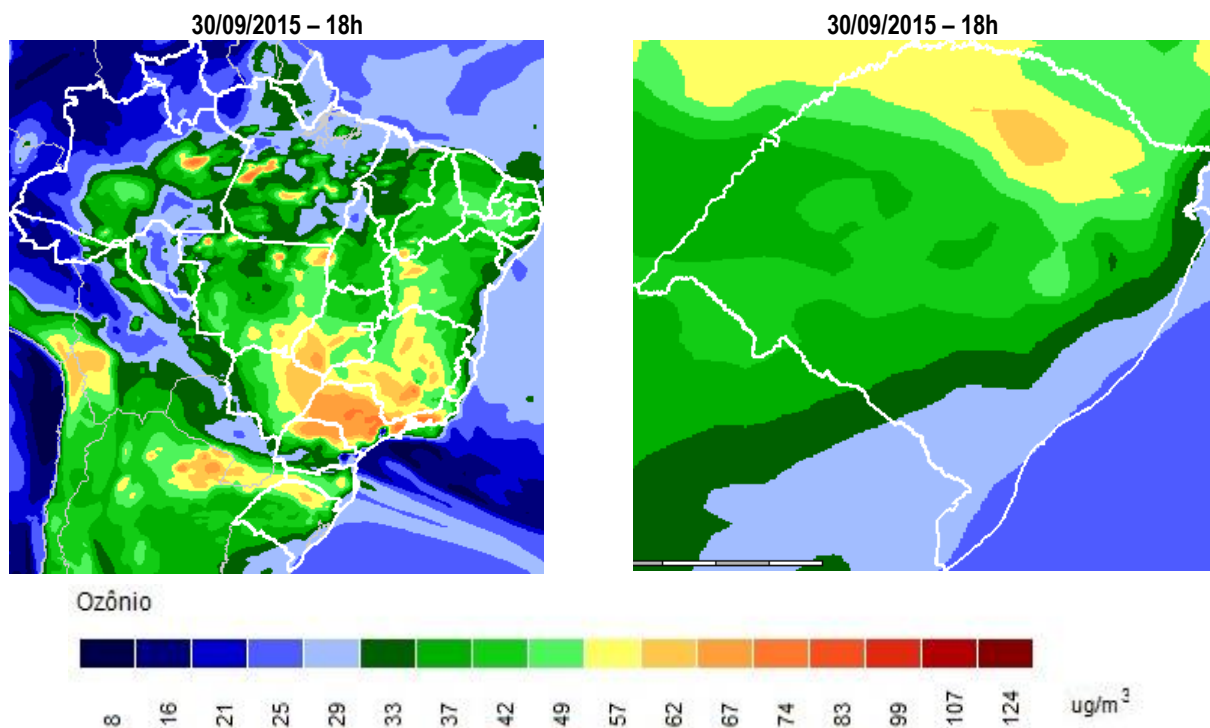 30/09/2015 – 18h
30/09/2015 – 18h
Ozônio
8 16 21 25 29 33 37 42 49 57 62 67 74 83 99 107 124 ug/m³